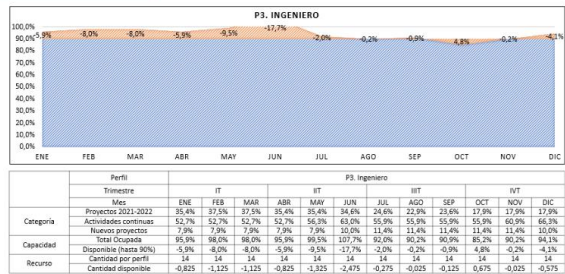 P3. INGENIERO
100,0%
90,0%
80,0%
70,0%
60,0%
50,0%
40,0%
30,0%
20,0%
10,0%
0,0%
-5,9% -8,0% -8,0% -5,9% -9,5% -17,7% -2,0% -0,2% -0,9% 4,8% -0,2% -4,1%
ENE FEB MAR ABR MAY JUN JUL AGO SEP OCT NOV DIC
Perfil P3. Ingeniero
Trimestre IT IIT IIIT IVT
Mes ENE FEB MAR ABR MAY JUN JUL AGO SEP OCT NOV DIC
Categoría
Proyectos 2021-2022 35,4% 37,5% 37,5% 35,4% 35,4% 34,6% 24,6% 22,9% 23,6% 17,9% 17,9% 17,9%
Actividades continuas 52,7% 52,7% 52,7% 52,7% 56,3% 63,0% 55,9% 55,9% 55,9% 55,9% 60,9% 66,3%
Nuevos proyectos 7,9% 7,9% 7,9% 7,9% 7,9% 10,0% 11,4% 11,4% 11,4% 11,4% 11,4% 10,0%
Capacidad
Total Ocupada 95,9% 98,0% 98,0% 95,9% 99,5% 107,7% 92,0% 90,2% 90,9% 85,2% 90,2% 94,1%
Disponible (hasta 90%) -5,9% -8,0% -8,0% -5,9% -9,5% -17,7% -2,0% -0,2% -0,9% 4,8% -0,2% -4,1%
Recurso
Cantidad por perfil 14 14 14 14 14 14 14 14 14 14 14 14
Cantidad disponible -0,825 -1,125 -1,125 -0,825 -1,325 -2,475 -0,275 -0,025 -0,125 0,675 -0,025 -0,575